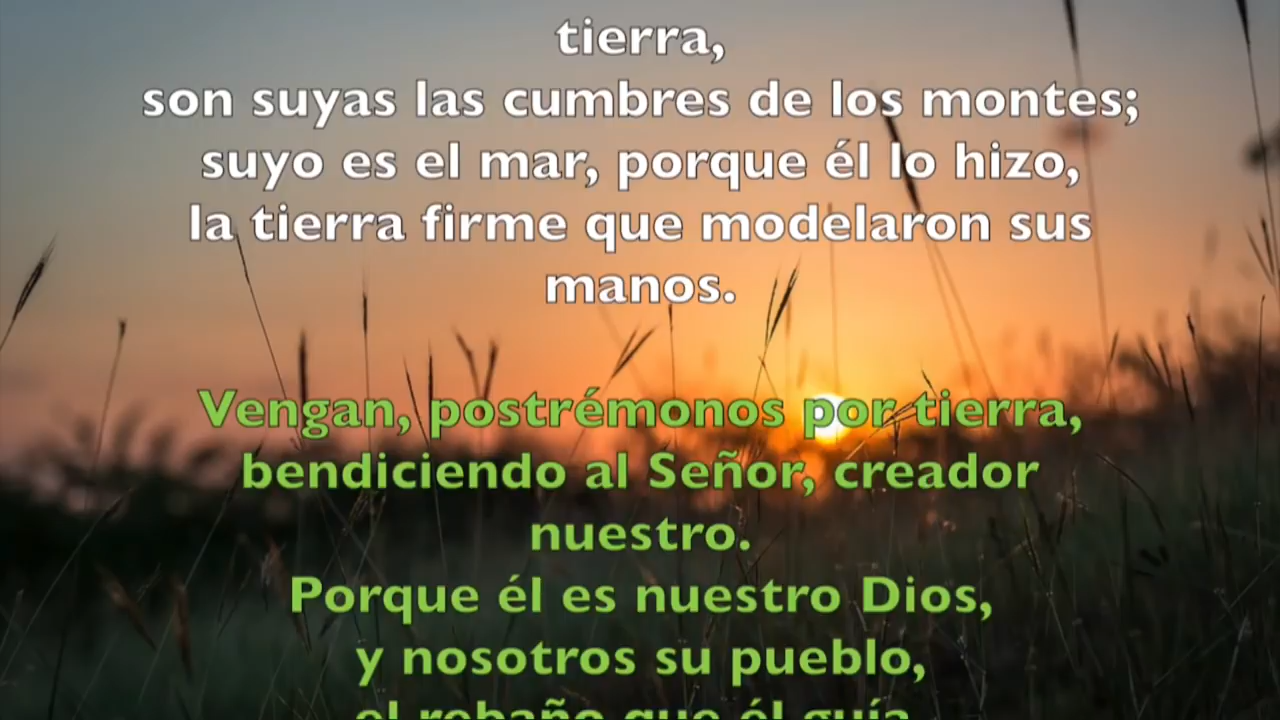 tierra,
son suyas las cumbres de los montes;
suyo es el mar, porque él lo hizo,
la tierra firme que modelaron sus
manos.
Vengan, postrémonos por tierra,
bendiciendo al Señor, creador
nuestro.
Porque él es nuestro Dios,
y nosotros su pueblo,
el rebaño que él guía